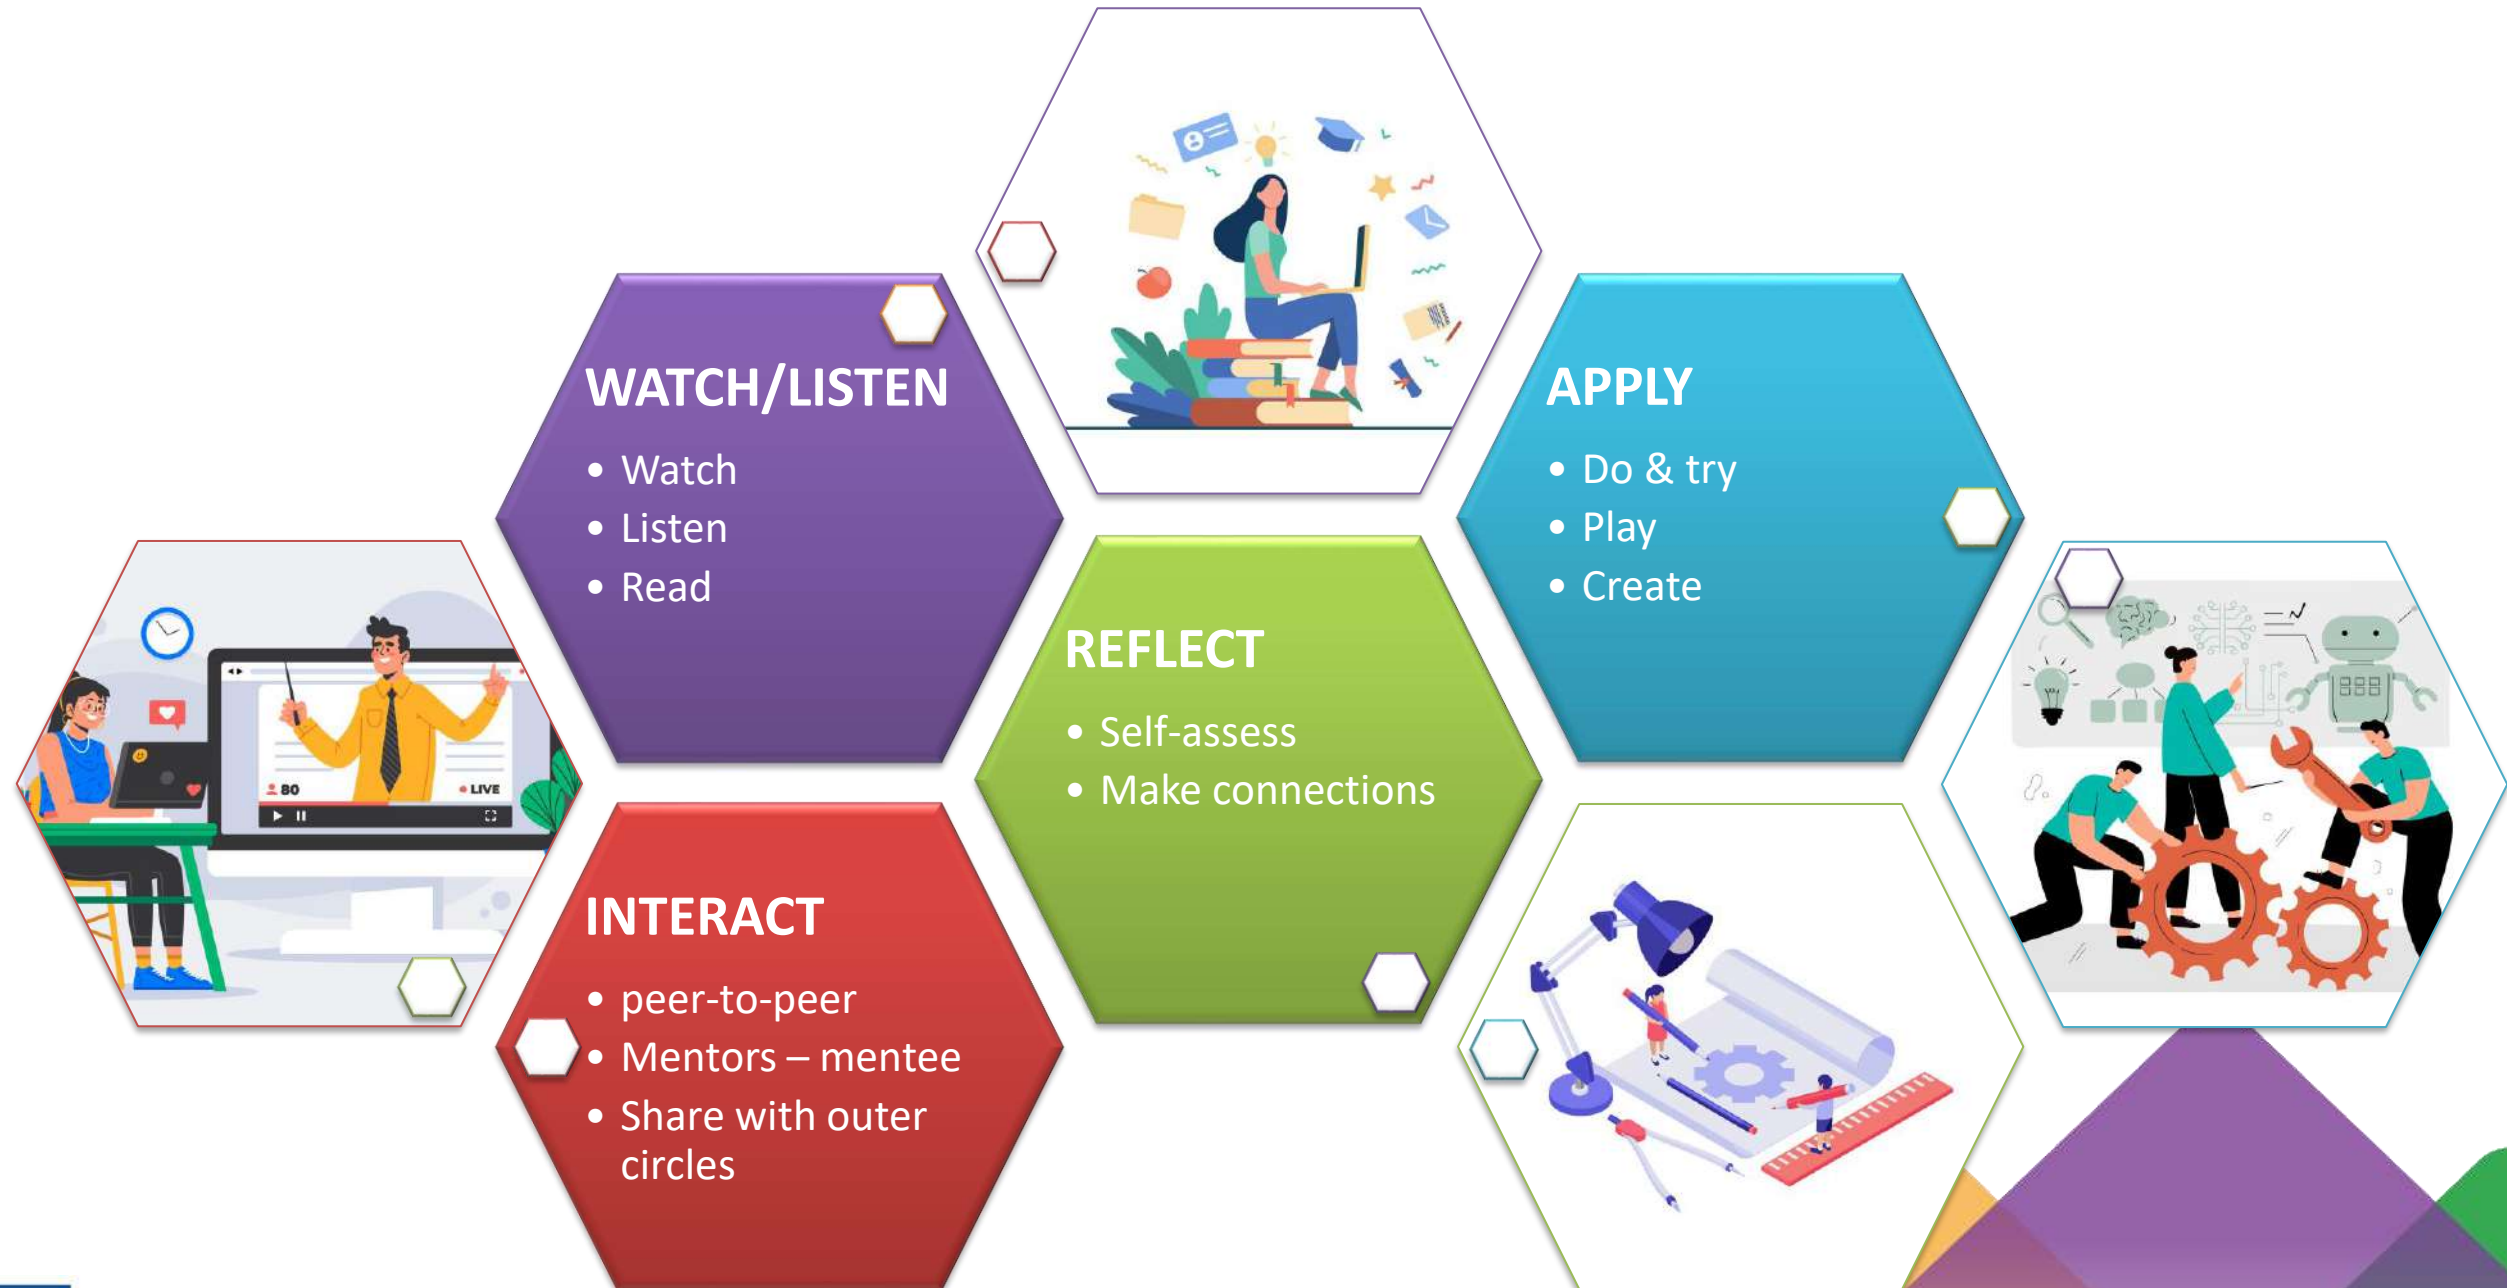 WATCH/LISTEN
• Watch
• Listen
• Read
INTERACT
• peer-to-peer
• Mentors – mentee
• Share with outer
circles
REFLECT
• Self-assess
• Make connections
APPLY
• Do & try
• Play
• Create
80
LIVE